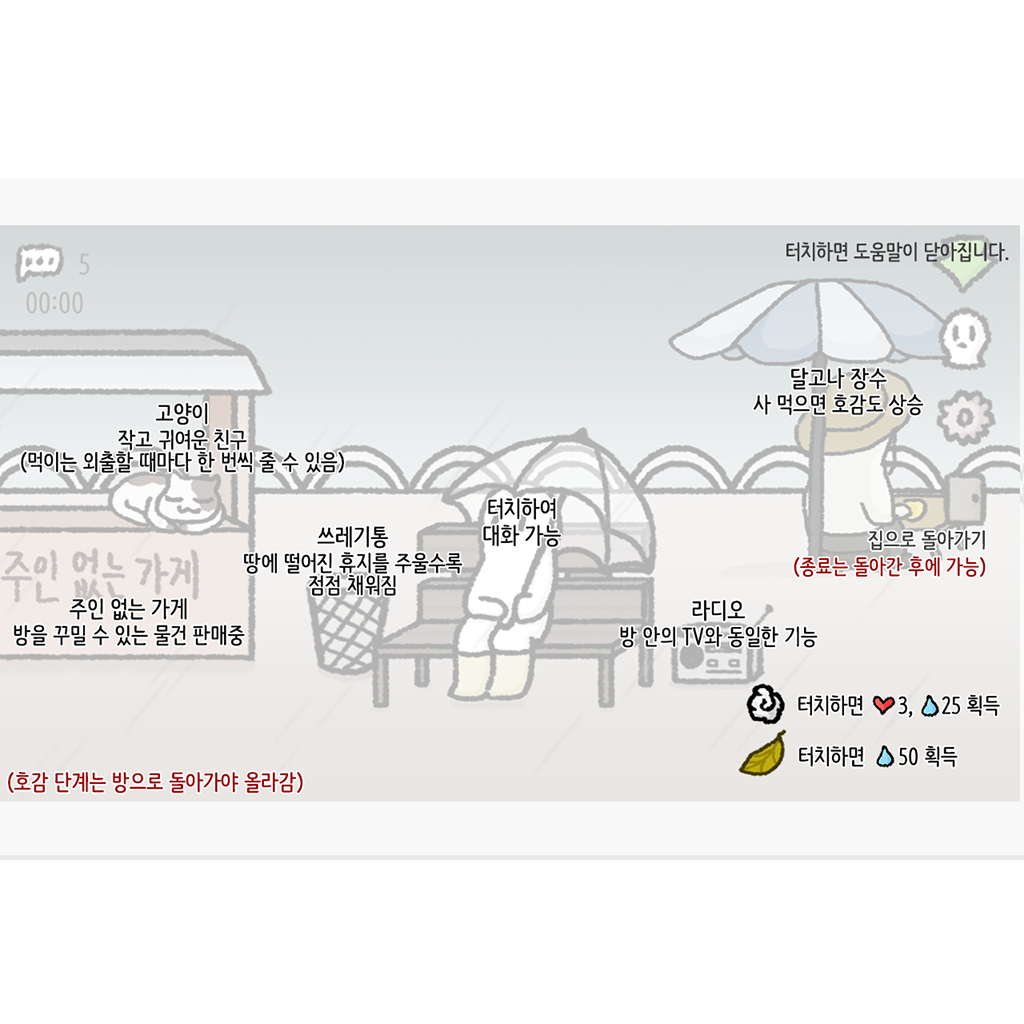 터치하면 도움말이 닫아집니다.
5
00:00
달고나 장수
사 먹으면 호감도 상승
고양이
작고 귀여운 친구
(먹이는 외출할 때마다 한 번씩 줄 수 있음)
터치하여
대화 가능
쓰레기통
땅에 떨어진 휴지를 주울수록
점점 채워짐
집으로 돌아가기
(종료는 돌아간 후에 가능)
주인 없는 가게
주인 없는 가게
방을 꾸밀 수 있는 물건 판매중
라디오
방 안의 TV와 동일한 기능
터치하면 3, 25 획득
터치하면 50 획득
(호감 단계는 방으로 돌아가야 올라감)